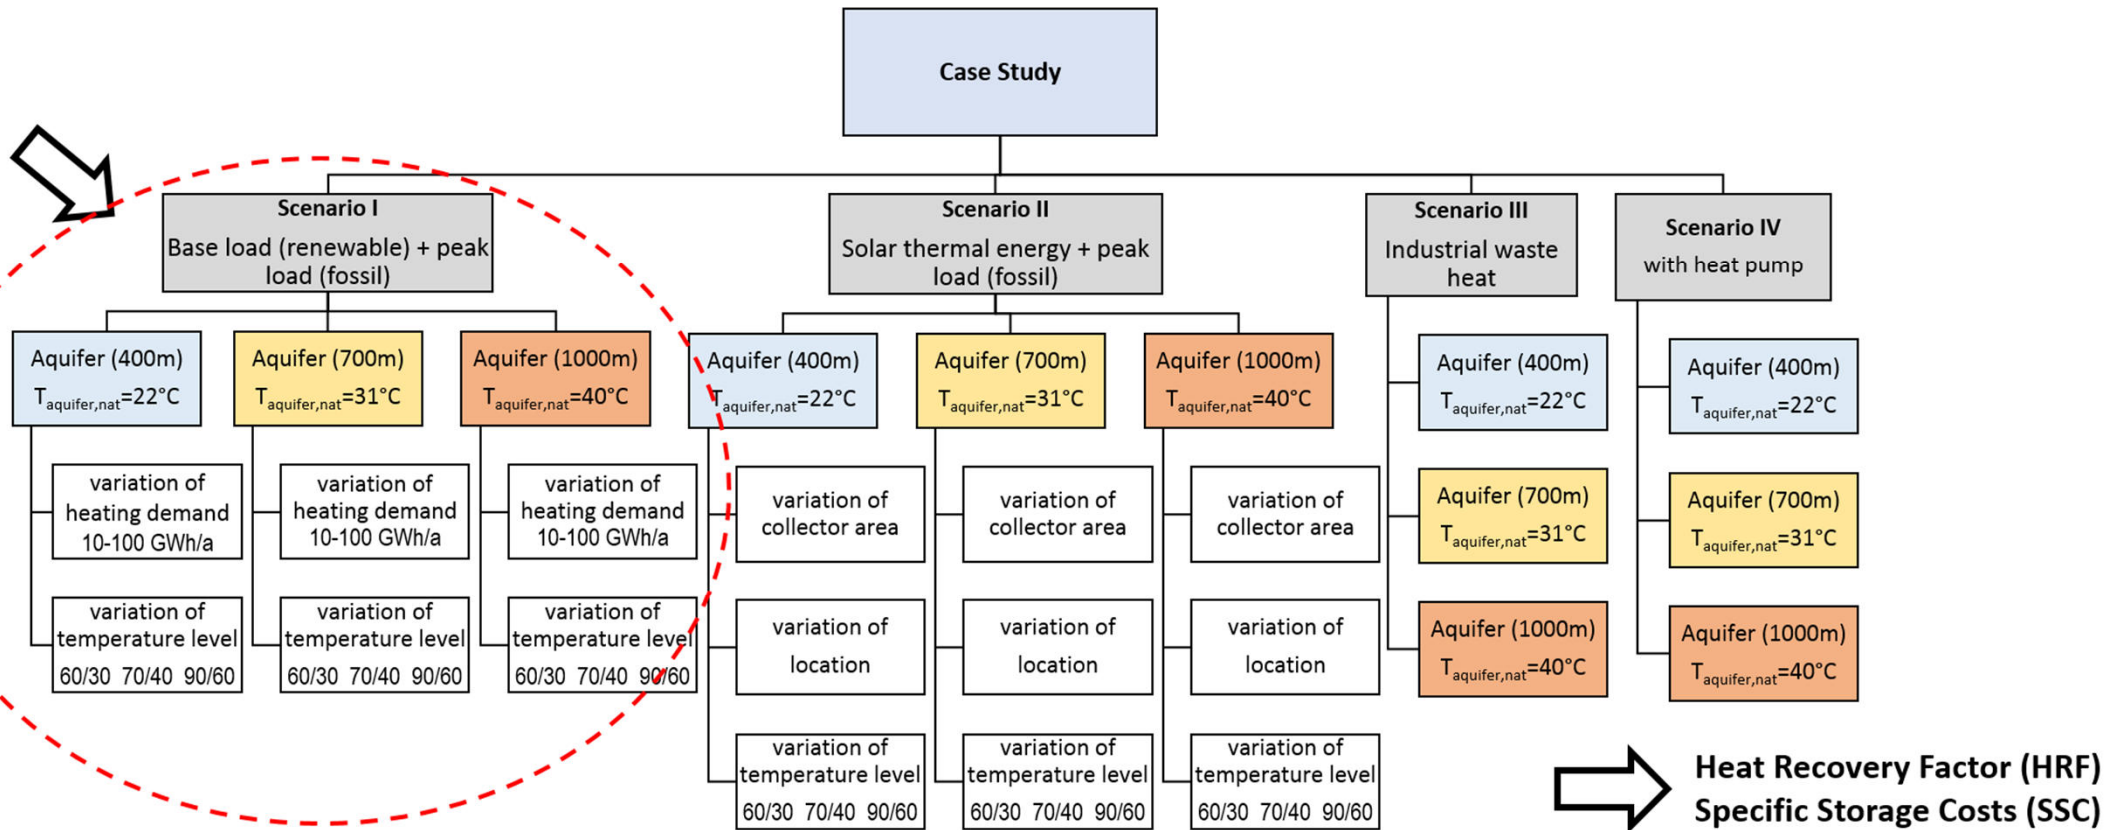 Case Study
Scenario I
Base load (renewable) + peak
load (fossil)
Scenario II
Solar thermal energy + peak
load (fossil)
Scenario III
Industrial waste
heat
Scenario IV
with heat pump
Aquifer (400m)
Taquifer,nat=22°C
Aquifer (700m)
Taquifer,nat=31°C
Aquifer (1000m)
Taquifer,nat=40°C
variation of
heating demand
10-100 GWh/a
variation of
heating demand
10-100 GWh/a
variation of
heating demand
10-100 GWh/a
variation of
temperature level
60/30 70/40 90/60
variation of
temperature level
60/30 70/40 90/60
variation of
temperature level
60/30 70/40 90/60
Aquifer (400m)
Taquifer,nat=22°C
Aquifer (700m)
Taquifer,nat=31°C
Aquifer (1000m)
Taquifer,nat=40°C
variation of
collector area
variation of
collector area
variation of
collector area
variation of
location
variation of
location
variation of
location
variation of
temperature level
60/30 70/40 90/60
variation of
temperature level
60/30 70/40 90/60
variation of
temperature level
60/30 70/40 90/60
Aquifer (400m)
Taquifer,nat=22°C
Aquifer (700m)
Taquifer,nat=31°C
Aquifer (1000m)
Taquifer,nat=40°C
Aquifer (400m)
Taquifer,nat=22°C
Aquifer (700m)
Taquifer,nat=31°C
Aquifer (1000m)
Taquifer,nat=40°C
Heat Recovery Factor (HRF)
Specific Storage Costs (SSC)